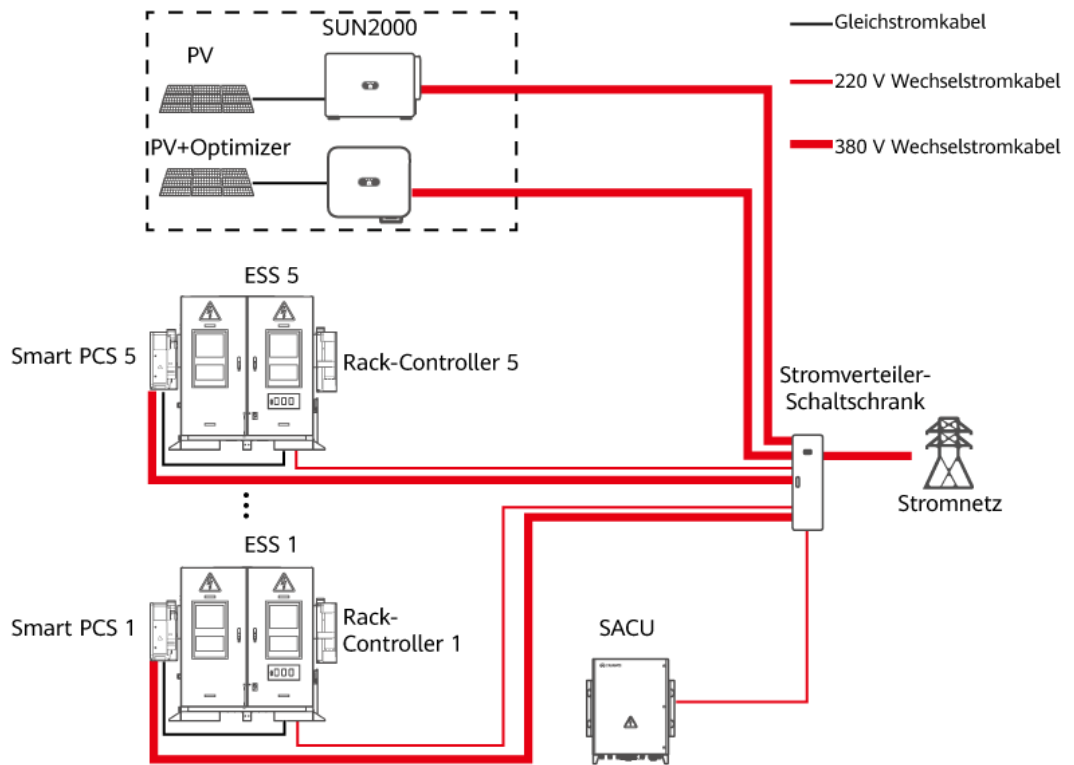 SUN2000
PV
PV+Optimizer
Gleichstromkabel
220 V Wechselstromkabel
380 V Wechselstromkabel
ESS 5
Smart PCS 5
Rack-Controller 5
Stromverteiler-
Schaltschrank
Stromnetz
ESS 1
Smart PCS 1
Rack-
Controller 1
SACU